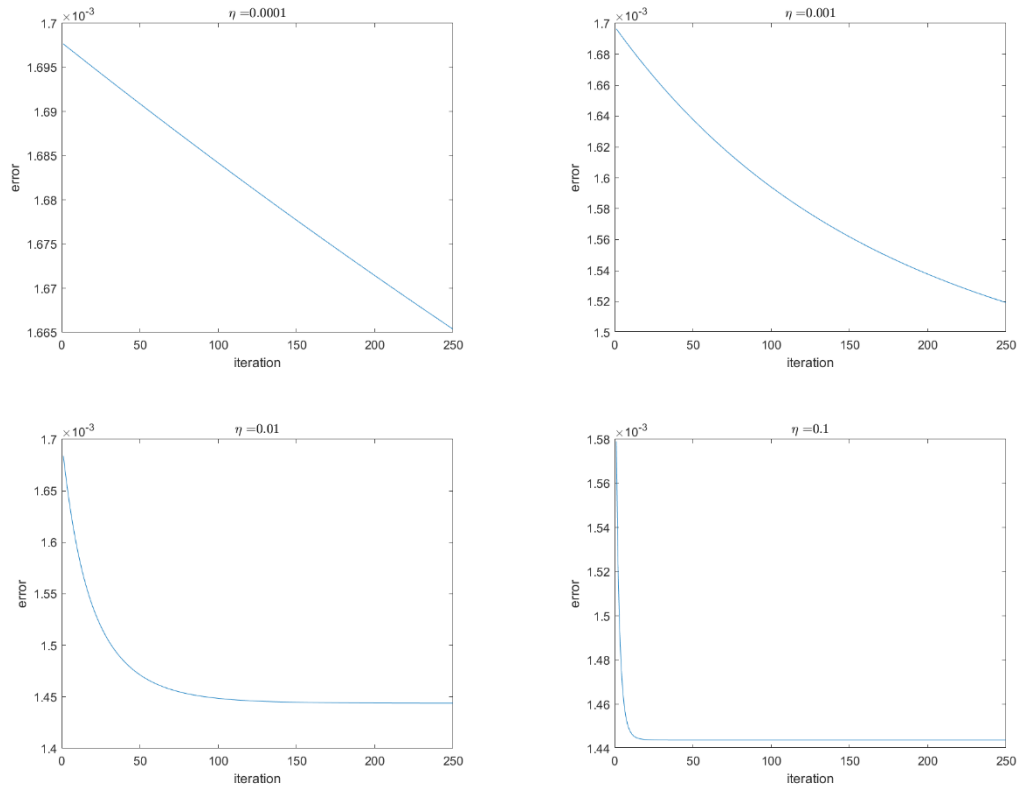 ×10⁻³
η =0.0001
1.7
1.695
1.69
1.685
1.68
1.675
1.67
1.665
error
0 50 100 150 200 250
iteration
×10⁻³
η =0.001
1.7
1.68
1.66
1.64
1.62
1.6
1.58
1.56
1.54
1.52
1.5
error
0 50 100 150 200 250
iteration
×10⁻³
η =0.01
1.7
1.65
1.6
1.55
1.5
1.45
1.4
error
0 50 100 150 200 250
iteration
×10⁻³
η =0.1
1.58
1.56
1.54
1.52
1.5
1.48
1.46
1.44
error
0 50 100 150 200 250
iteration